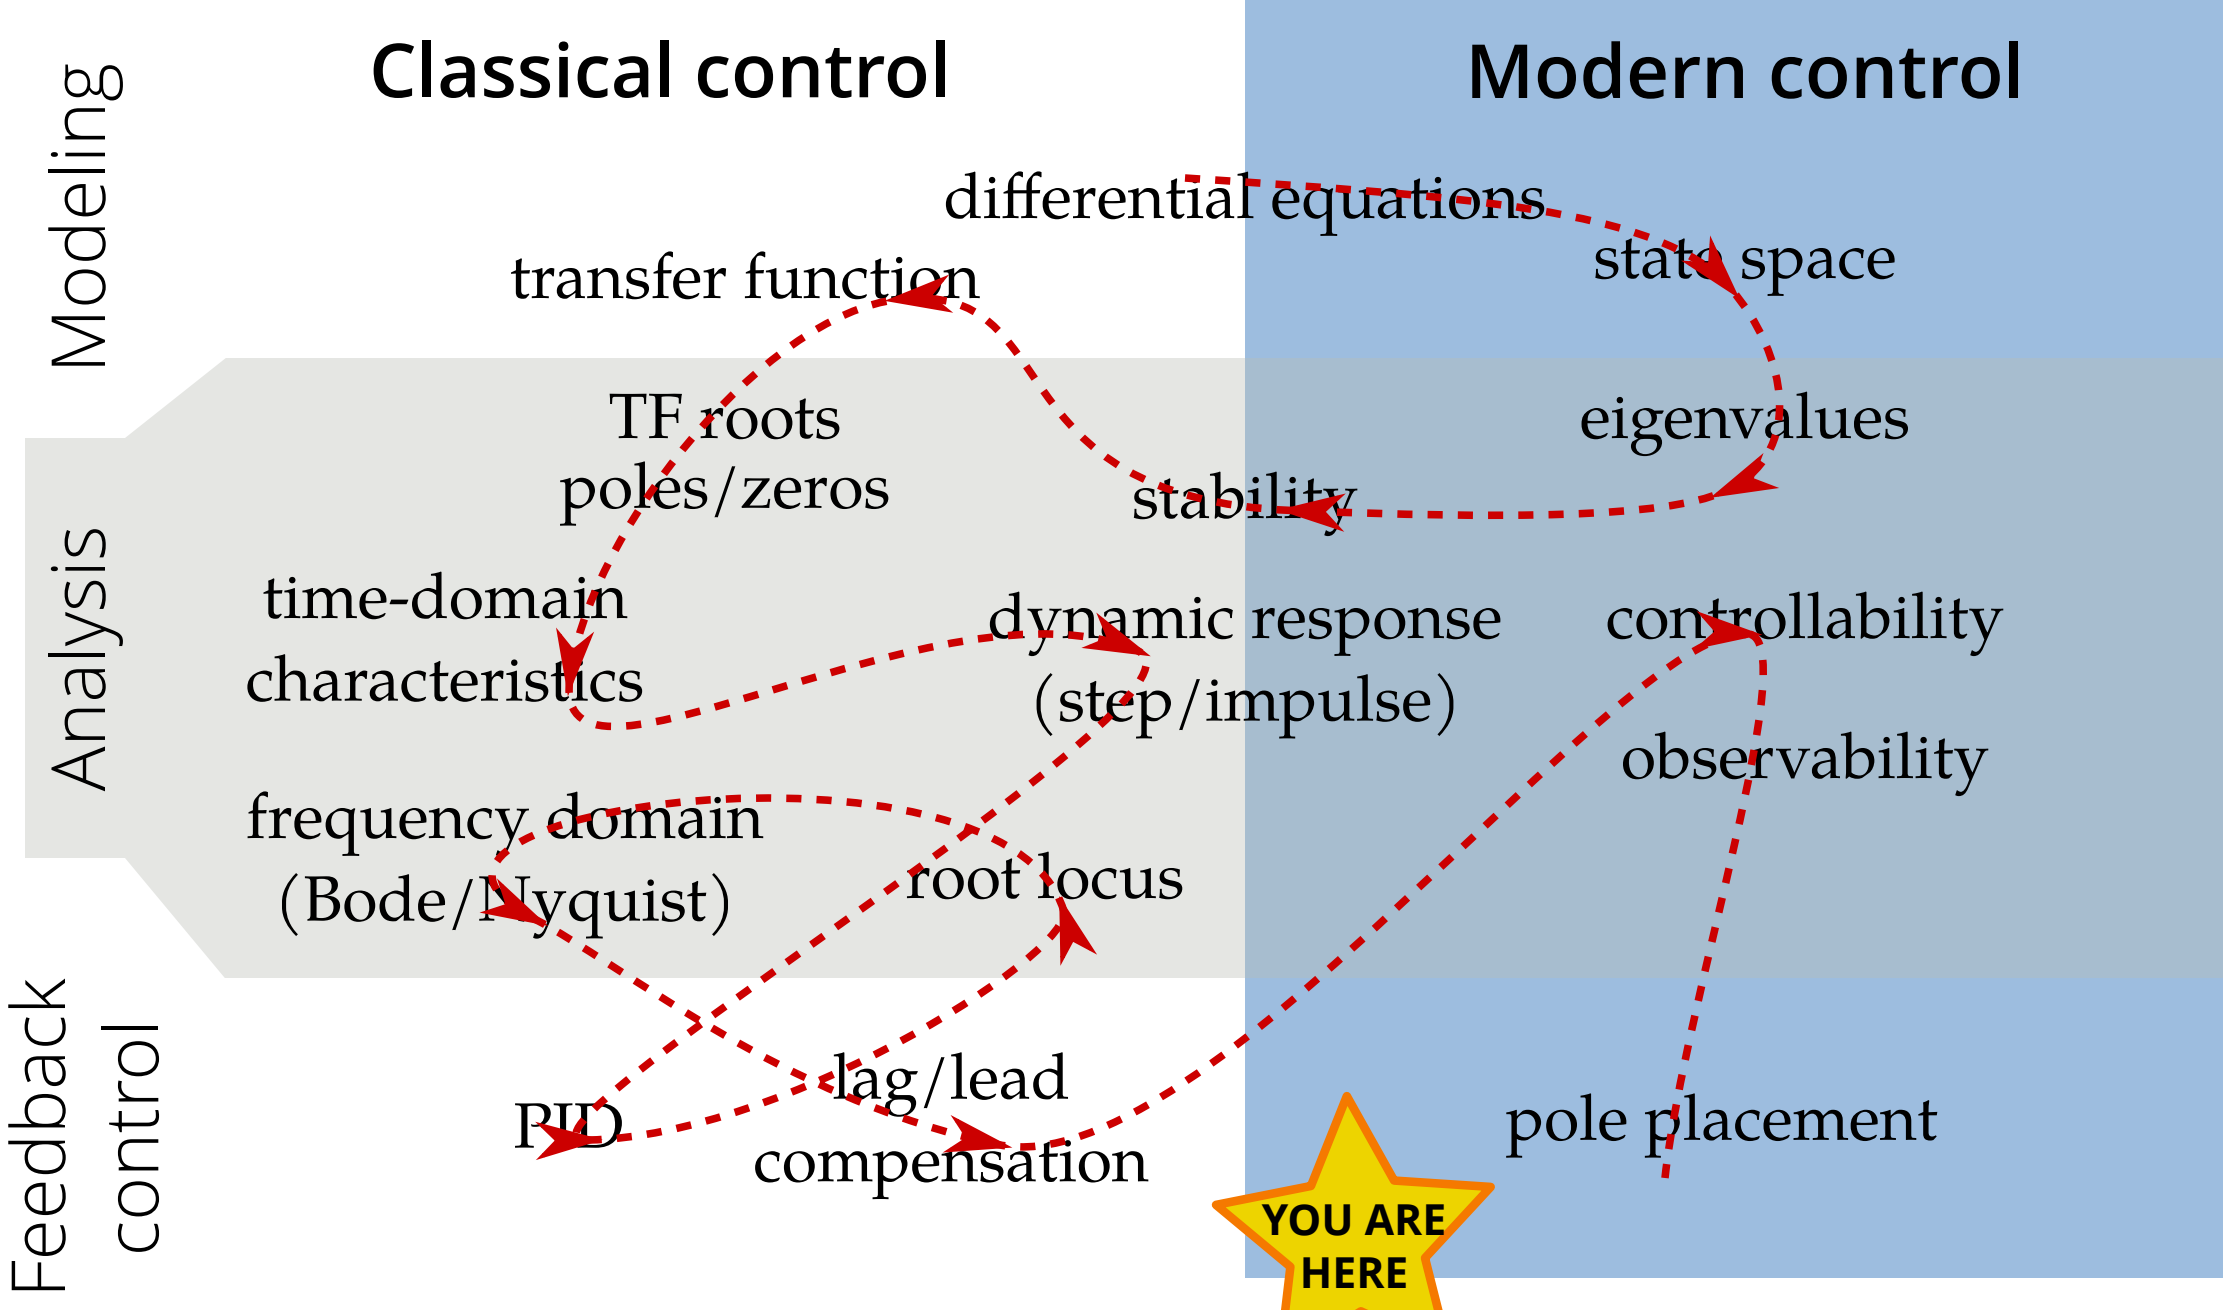 Classical control
Modern control
Modeling
differential equations
state space
transfer function
Analysis
TF roots
poles/zeros
eigenvalues
stability
time-domain
characteristics
dynamic response
(step/impulse)
controllability
observability
frequency domain
(Bode/Nyquist)
root locus
Feedback
control
PID
lag/lead
compensation
pole placement
YOU ARE
HERE